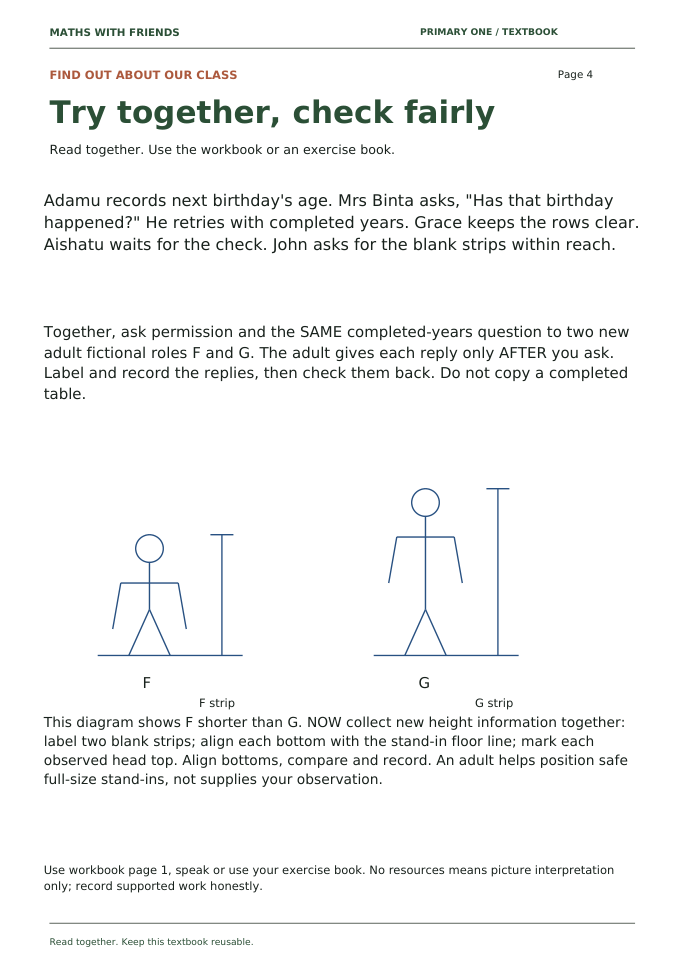 MATHS WITH FRIENDS
PRIMARY ONE / TEXTBOOK
FIND OUT ABOUT OUR CLASS
Page 4
Try together, check fairly
Read together. Use the workbook or an exercise book.
Adamu records next birthday's age. Mrs Binta asks, "Has that birthday
happened?" He retries with completed years. Grace keeps the rows clear.
Aishatu waits for the check. John asks for the blank strips within reach.
Together, ask permission and the SAME completed-years question to two new
adult fictional roles F and G. The adult gives each reply only AFTER you ask.
Label and record the replies, then check them back. Do not copy a completed
table.
F
G
F strip
G strip
This diagram shows F shorter than G. NOW collect new height information together:
label two blank strips; align each bottom with the stand-in floor line; mark each
observed head top. Align bottoms, compare and record. An adult helps position safe
full-size stand-ins, not supplies your observation.
Use workbook page 1, speak or use your exercise book. No resources means picture interpretation
only; record supported work honestly.
Read together. Keep this textbook reusable.